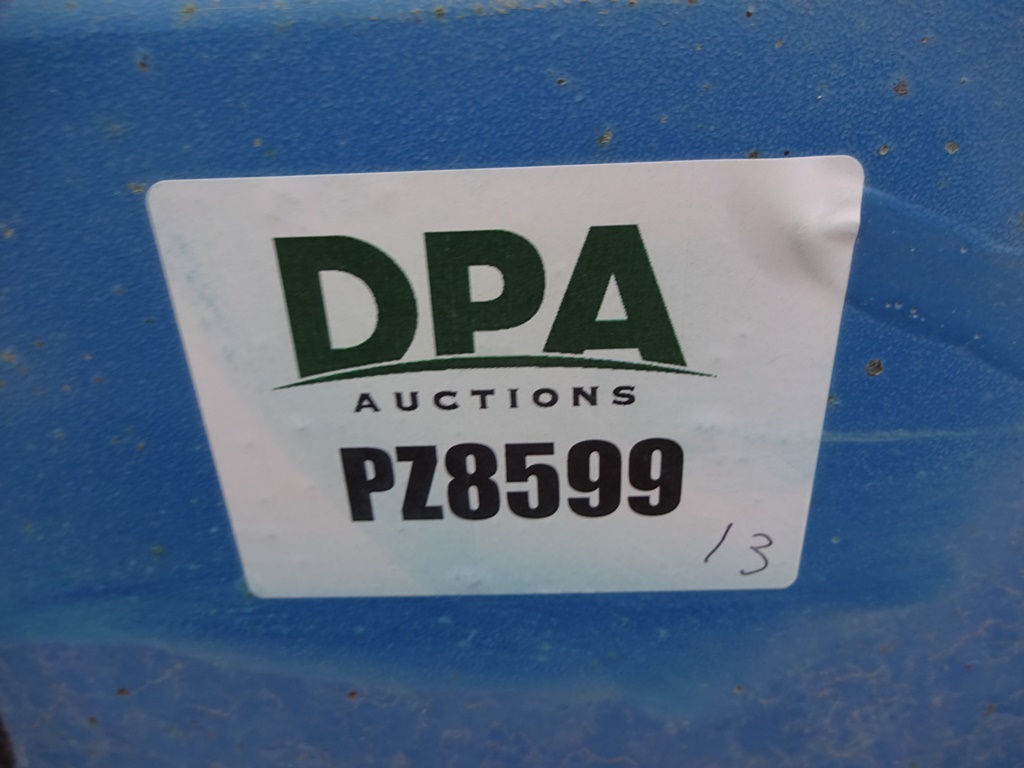 DPA
AUCTIONS
PZ8599
13